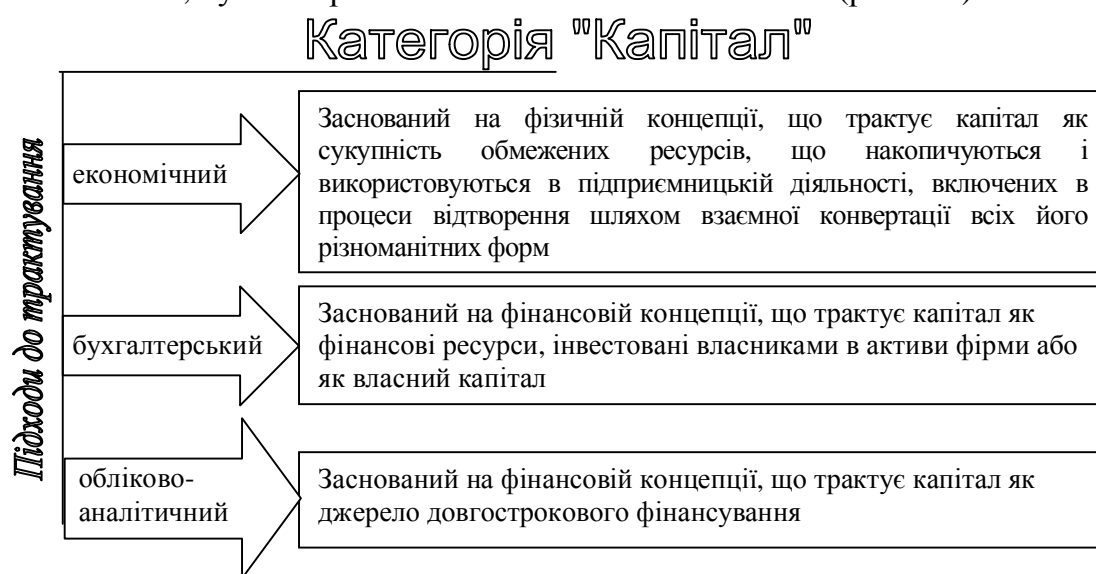 Категорія "Капітал"
Підходи до трактування
економічний
Заснований на фізичній концепції, що трактує капітал як
сукупність обмежених ресурсів, що накопичуються і
використовуються в підприємницькій діяльності, включених в
процеси відтворення шляхом взаємної конвертації всіх його
різноманітних форм
бухгалтерський
Заснований на фінансовій концепції, що трактує капітал як
фінансові ресурси, інвестовані власниками в активи фірми або
як власний капітал
обліково-
аналітичний
Заснований на фінансовій концепції, що трактує капітал як
джерело довгострокового фінансування